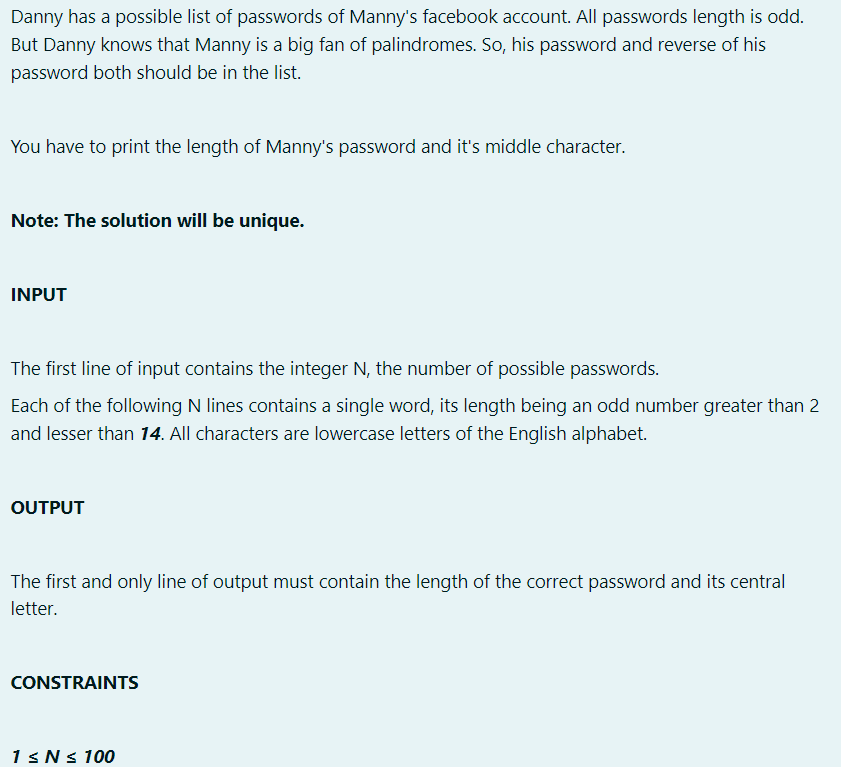 Danny has a possible list of passwords of Manny's facebook account. All passwords length is odd.
But Danny knows that Manny is a big fan of palindromes. So, his password and reverse of his
password both should be in the list.
You have to print the length of Manny's password and it's middle character.
Note: The solution will be unique.
INPUT
The first line of input contains the integer N, the number of possible passwords.
Each of the following N lines contains a single word, its length being an odd number greater than 2
and lesser than 14. All characters are lowercase letters of the English alphabet.
OUTPUT
The first and only line of output must contain the length of the correct password and its central
letter.
CONSTRAINTS
1 ≤ N ≤ 100